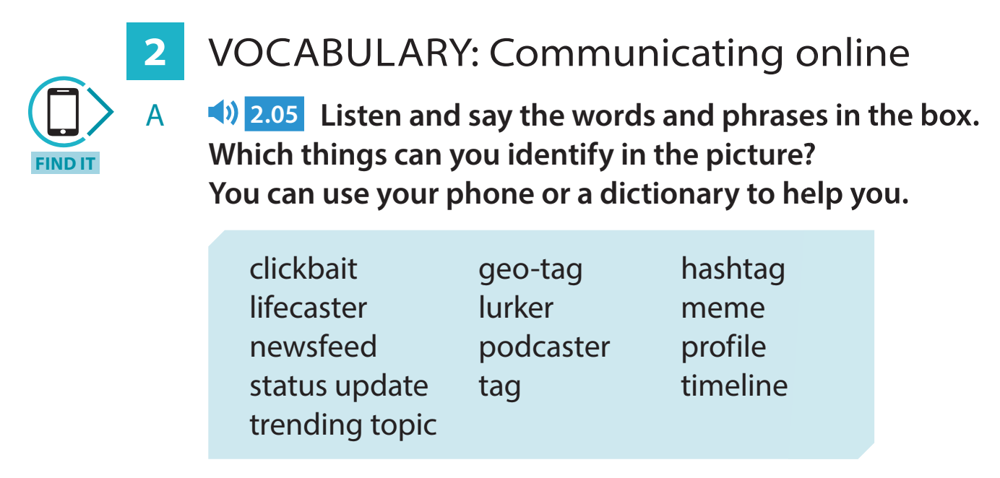 2 VOCABULARY: Communicating online
FIND IT
A 2.05 Listen and say the words and phrases in the box.
Which things can you identify in the picture?
You can use your phone or a dictionary to help you.
clickbait geo-tag hashtag
lifecaster lurker meme
newsfeed podcaster profile
status update tag timeline
trending topic